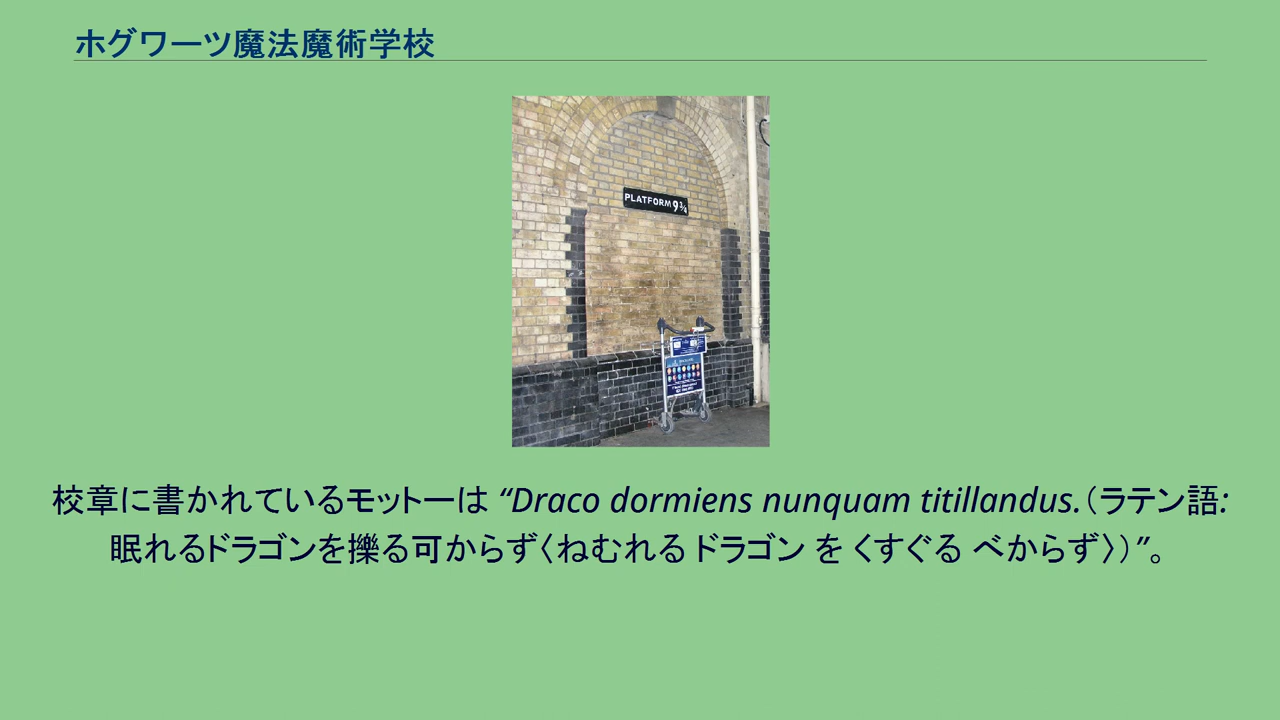 ホグワーツ魔法魔術学校
PLATFORM 9¾
校章に書かれているモットーは “Draco dormiens nunquam titillandus.（ラテン語:
眠れるドラゴンを擽る可からず〈ねむれる ドラゴン を くすぐる べからず〉）”。